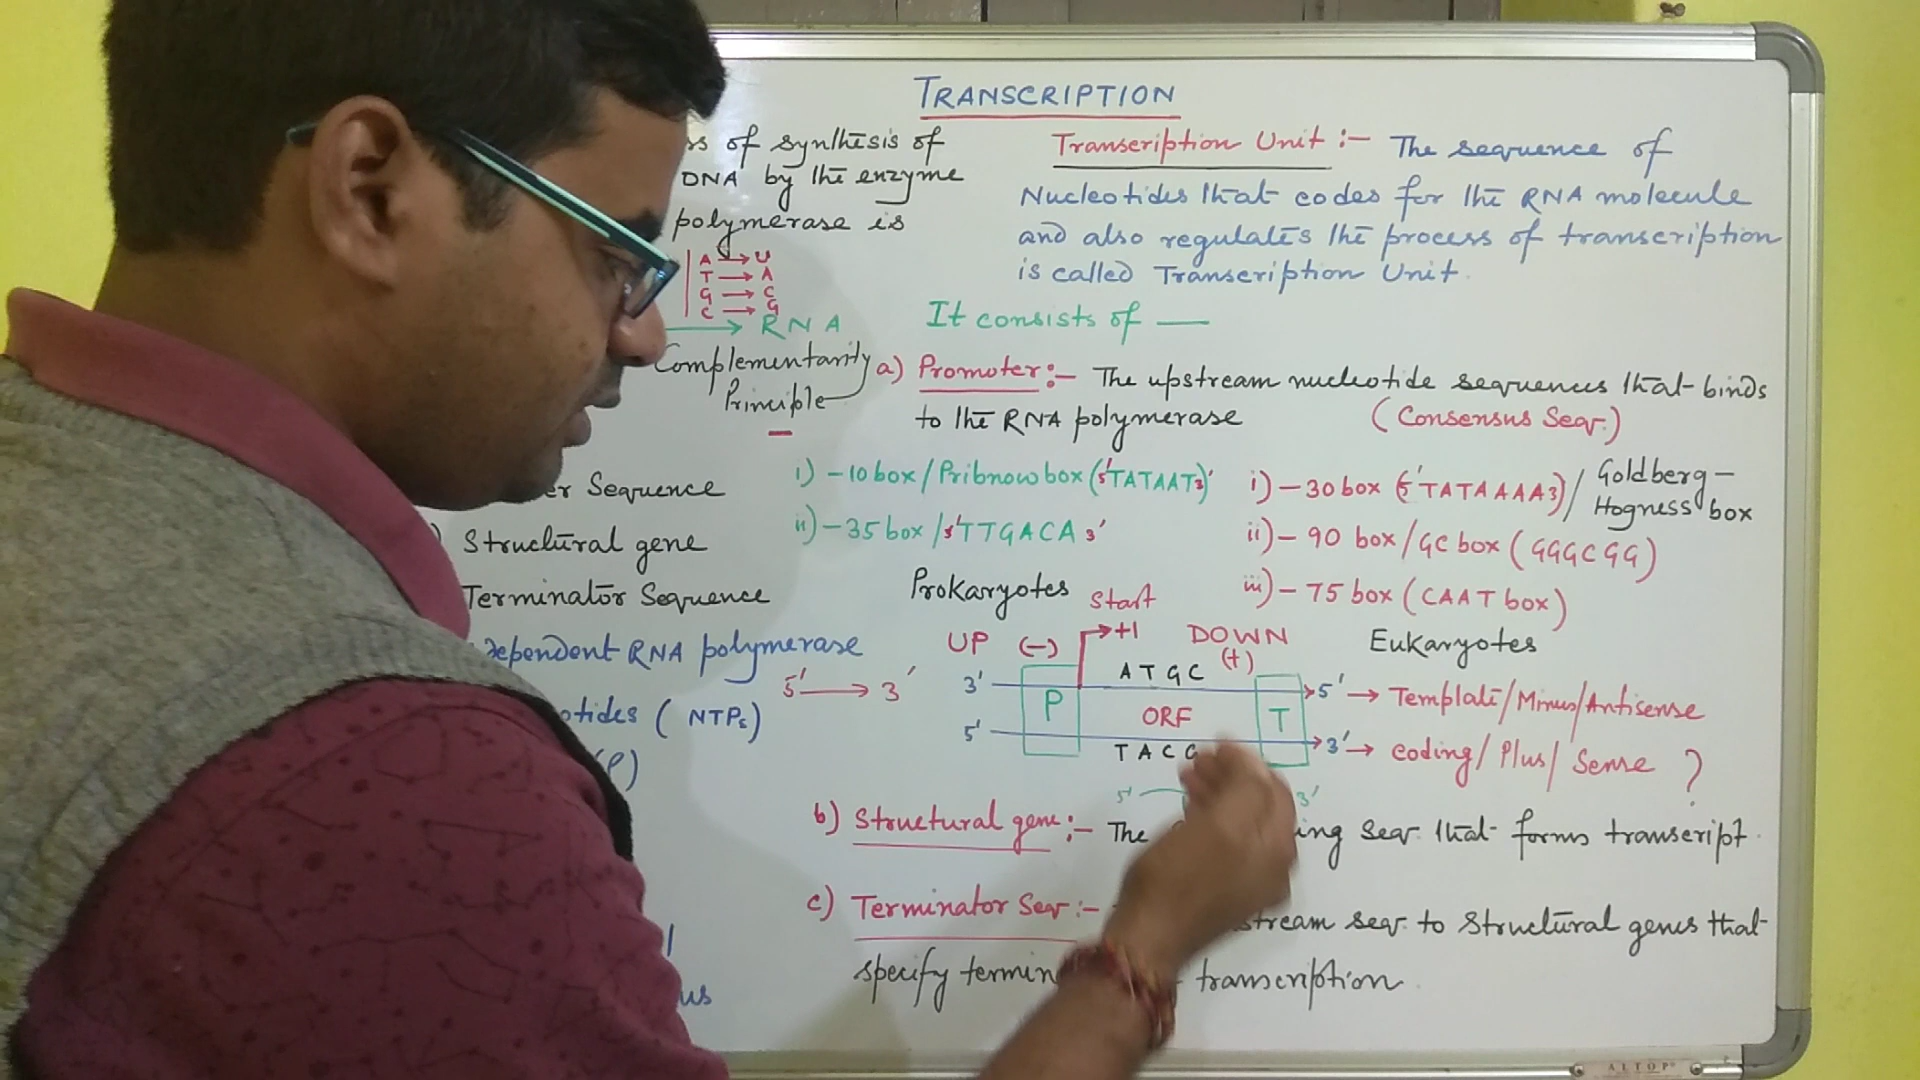 TRANSCRIPTION
of synthesis of
DNA by the enzyme
polymerase is
A → U
T → A
G → C
C → G
→ RNA
Complementarity
Principle
Sequence
Structural gene
Terminator Sequence
dependent RNA polymerase
5' → 3'
(NTPs)
Transcription Unit :- The sequence of
Nucleotides that codes for the RNA molecule
and also regulates the process of transcription
is called Transcription Unit.
It consists of —
a) Promoter :- The upstream nucleotide sequences that binds
to the RNA polymerase (Consensus Seq.)
i) -10 box / Pribnow box (5'TATAAT3')
ii) -35 box / 5'TTGACA 3'
Prokaryotes
i) -30 box (5'TATAAAA3) / Goldberg-
Hogness box
ii) - 90 box / GC box (GGGCGG)
iii) - 75 box (CAAT box)
Eukaryotes
Start
UP (-) → +1 DOWN
(+)
ATGC
3' P T → 5' → Template/Minus/Antisense
ORF
5' → 3' → coding/ Plus/ Sense ?
TACG
5' 3'
b) Structural gene :- The ing seq that forms transcript.
c) Terminator Seq :- stream seq. to structural genes that
specify termin transcription.
ALTOP